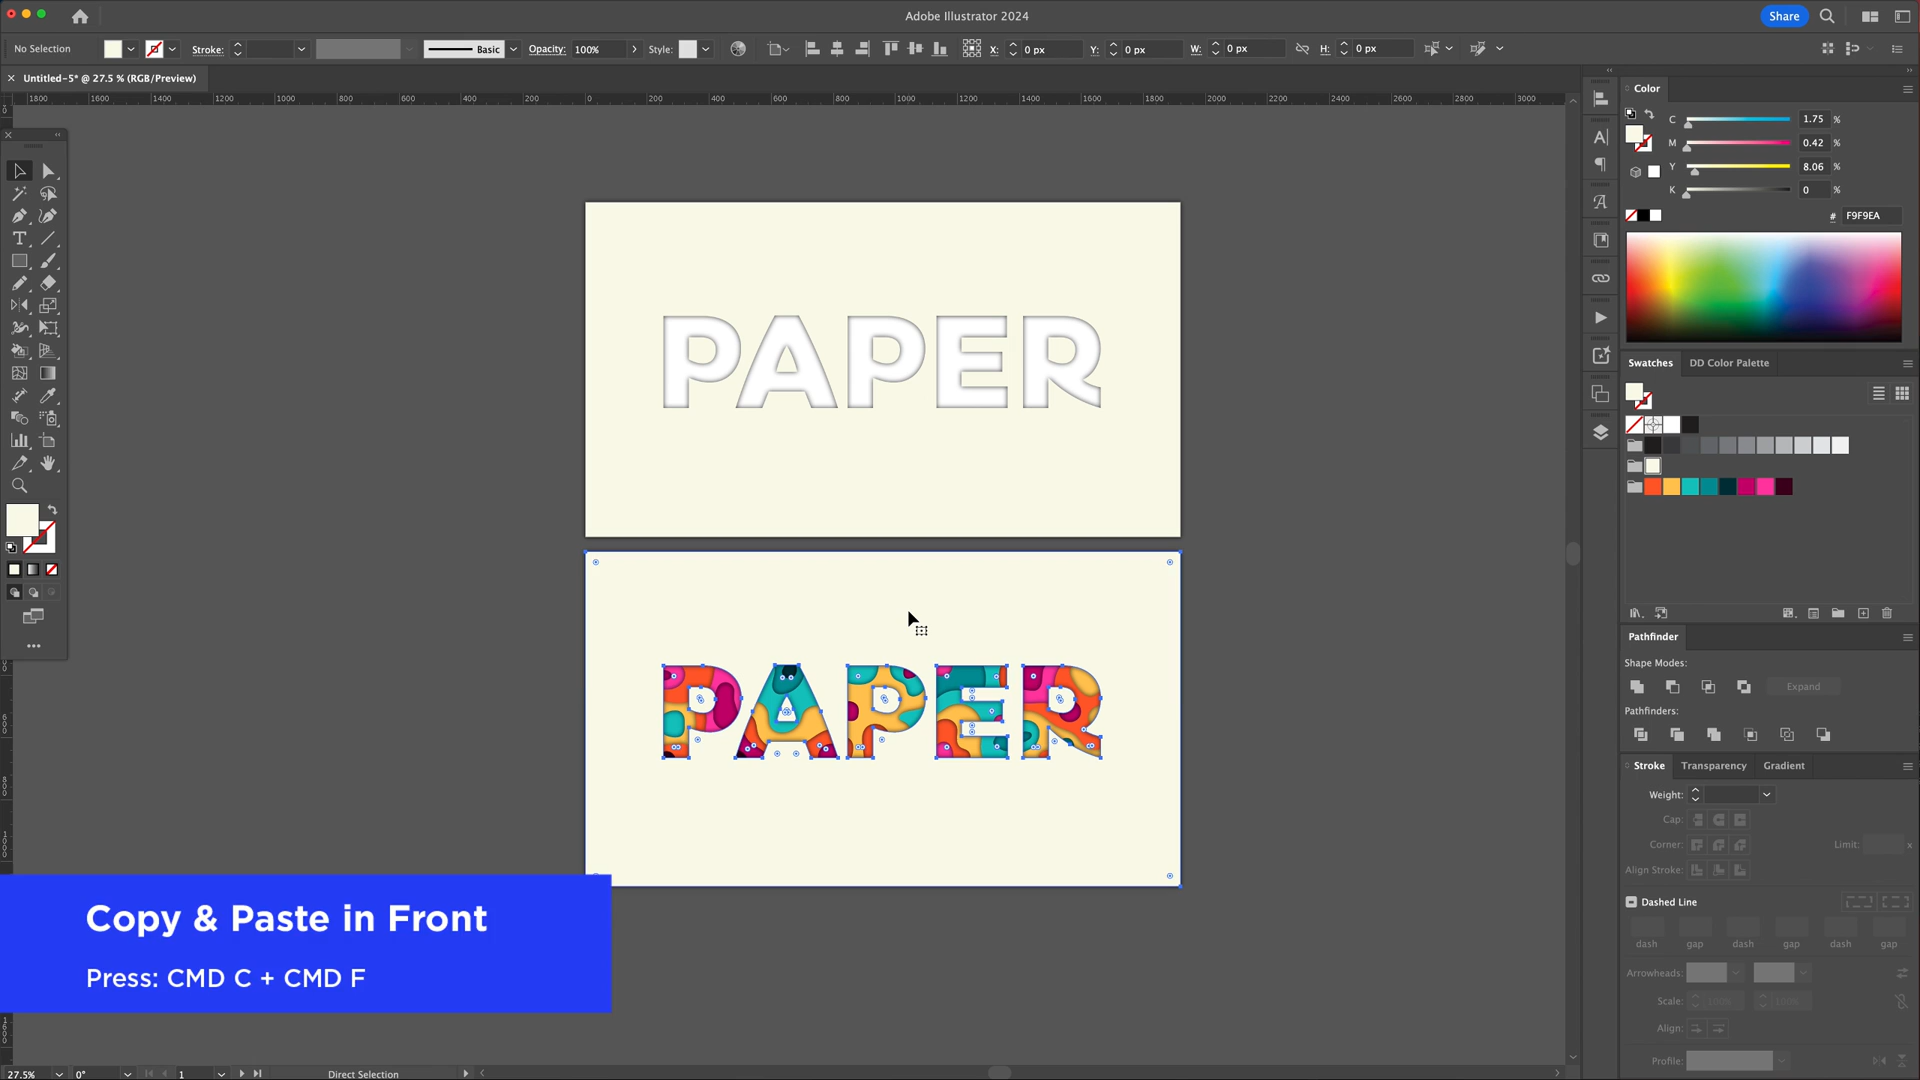 Adobe Illustrator 2024
Share
No Selection
Stroke:
Basic
Opacity: 100%
Style:
X: 0 px
Y: 0 px
W: 0 px
H: 0 px
Untitled-5* @ 27.5 % (RGB/Preview)
1800 1600 1400 1200 1000 800 600 400 200 0 200 400 600 800 1000 1200 1400 1600 1800 2000 2200 2400 2600 2800 3000
Color
C 1.75 %
M 0.42 %
Y 8.06 %
K 0 %
# F9F9EA
Swatches DD Color Palette
PAPER
PAPER
Pathfinder
Shape Modes:
Expand
Pathfinders:
Stroke Transparency Gradient
Weight:
Cap:
Corner:
Limit: x
Align Stroke:
Dashed Line
dash gap dash gap dash gap
Arrowheads:
Scale: 100% 100%
Align:
Profile:
Copy & Paste in Front
Press: CMD C + CMD F
27.5% 0° 1 Direct Selection